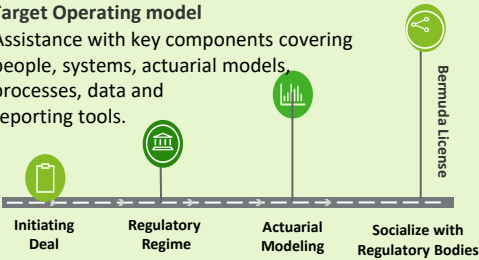 Target Operating model
Assistance with key components covering
people, systems, actuarial models,
processes, data and
reporting tools.
Bermuda License
Initiating
Deal
Regulatory
Regime
Actuarial
Modeling
Socialize with
Regulatory Bodies